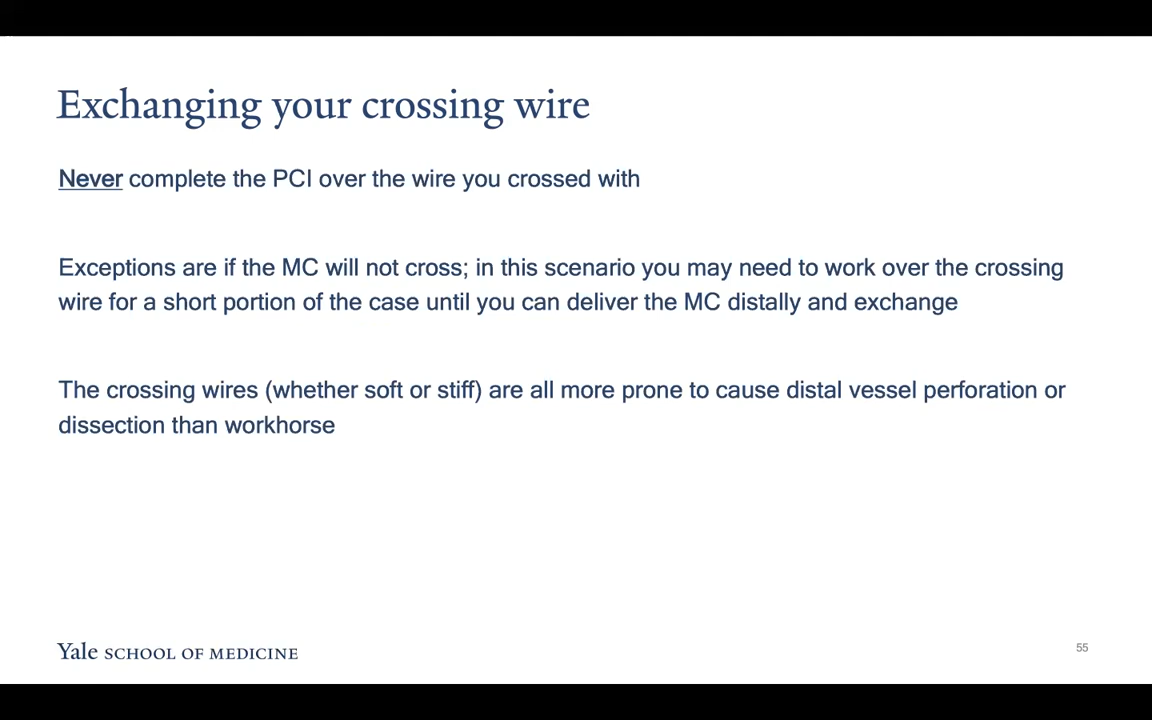 Exchanging your crossing wire
Never complete the PCI over the wire you crossed with
Exceptions are if the MC will not cross; in this scenario you may need to work over the crossing
wire for a short portion of the case until you can deliver the MC distally and exchange
The crossing wires (whether soft or stiff) are all more prone to cause distal vessel perforation or
dissection than workhorse
Yale SCHOOL OF MEDICINE
55